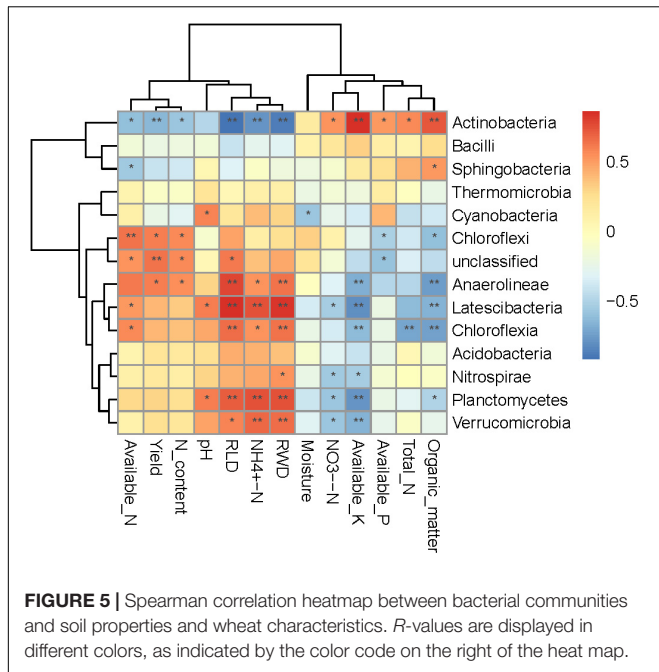 * ** * ** ** ** * ** * * ** Actinobacteria
Bacilli
* * Sphingobacteria
Thermomicrobia
* * Cyanobacteria
** * * * * Chloroflexi
* ** * * * unclassified
* * ** * ** ** ** Anaerolineae
* * ** ** ** * ** ** Latescibacteria
* ** * ** ** ** ** Chloroflexia
Acidobacteria
* * * Nitrospirae
* ** ** ** * ** * Planctomycetes
* ** ** * ** Verrucomicrobia
0.5
0
−0.5
Available_N
Yield
N_content
pH
RLD
NH4+−N
RWD
Moisture
NO3−−N
Available_K
Available_P
Total_N
Organic_matter
FIGURE 5 | Spearman correlation heatmap between bacterial communities
and soil properties and wheat characteristics. R-values are displayed in
different colors, as indicated by the color code on the right of the heat map.